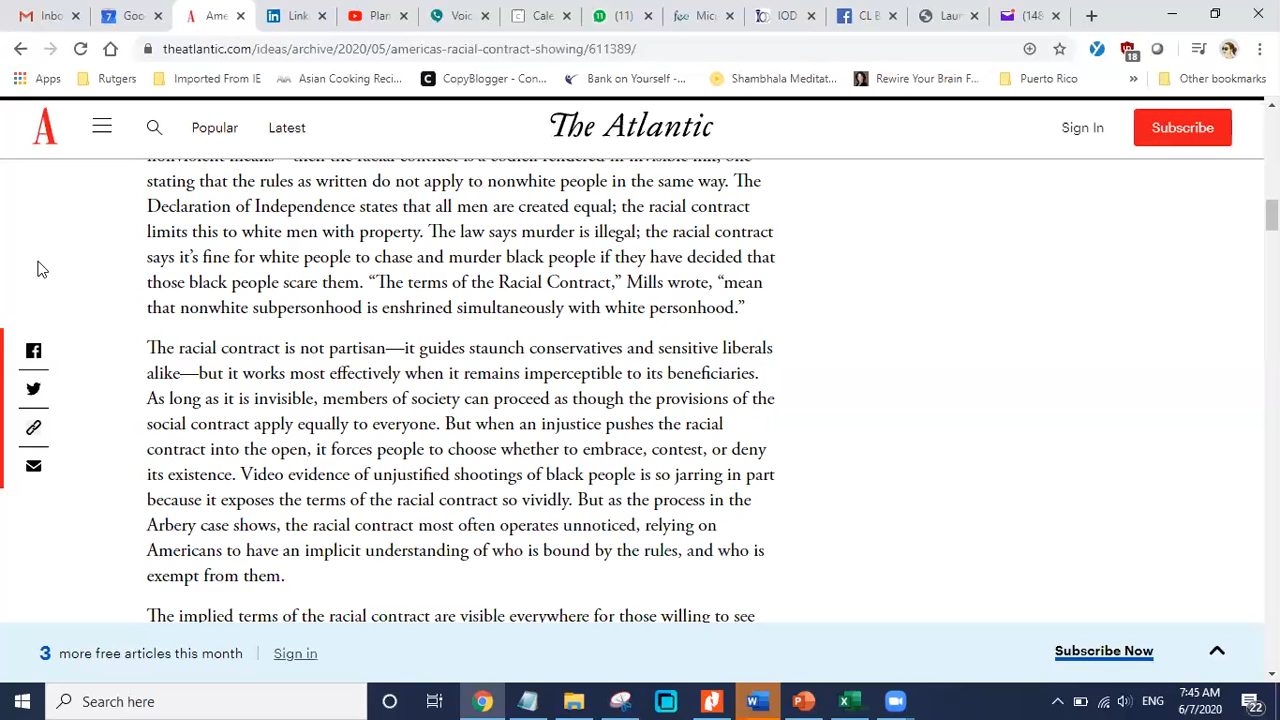 Inbo
Goo
Ame
Link
Plan
Voic
Cale
(11)
Mic
IOD
CL B
Laun
(148
theatlantic.com/ideas/archive/2020/05/americas-racial-contract-showing/611389/
18
Apps Rutgers Imported From IE Asian Cooking Reci... CopyBlogger - Con... Bank on Yourself -... Shambhala Meditat... Rewire Your Brain F... Puerto Rico » Other bookmarks
A Popular Latest The Atlantic Sign In Subscribe
stating that the rules as written do not apply to nonwhite people in the same way. The
Declaration of Independence states that all men are created equal; the racial contract
limits this to white men with property. The law says murder is illegal; the racial contract
says it’s fine for white people to chase and murder black people if they have decided that
those black people scare them. “The terms of the Racial Contract,” Mills wrote, “mean
that nonwhite subpersonhood is enshrined simultaneously with white personhood.”
The racial contract is not partisan—it guides staunch conservatives and sensitive liberals
alike—but it works most effectively when it remains imperceptible to its beneficiaries.
As long as it is invisible, members of society can proceed as though the provisions of the
social contract apply equally to everyone. But when an injustice pushes the racial
contract into the open, it forces people to choose whether to embrace, contest, or deny
its existence. Video evidence of unjustified shootings of black people is so jarring in part
because it exposes the terms of the racial contract so vividly. But as the process in the
Arbery case shows, the racial contract most often operates unnoticed, relying on
Americans to have an implicit understanding of who is bound by the rules, and who is
exempt from them.
The implied terms of the racial contract are visible everywhere for those willing to see
3 more free articles this month Sign in Subscribe Now
Search here
ENG
7:45 AM
6/7/2020
22